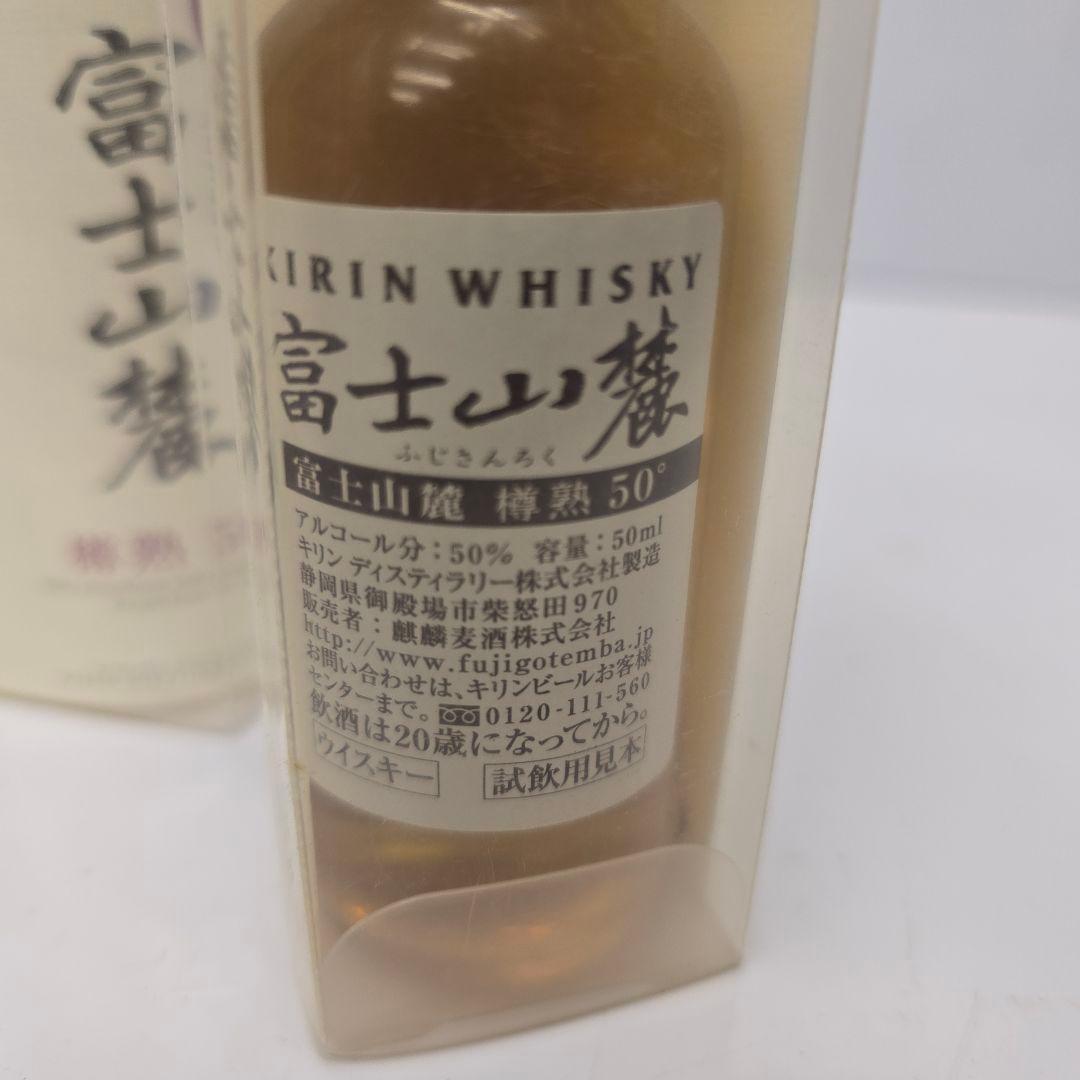 富士山麓
樽熟 50
KIRIN WHISKY
富士山麓
ふじさんろく
富士山麓 樽熟 50°
アルコール分：50% 容量：50ml
キリン ディスティラリー株式会社製造
静岡県御殿場市柴怒田970
販売者：麒麟麦酒株式会社
http://www.fujigotemba.jp
お問い合わせは、キリンビールお客様
センターまで。0120-111-560
飲酒は20歳になってから。
ウイスキー
試飲用見本